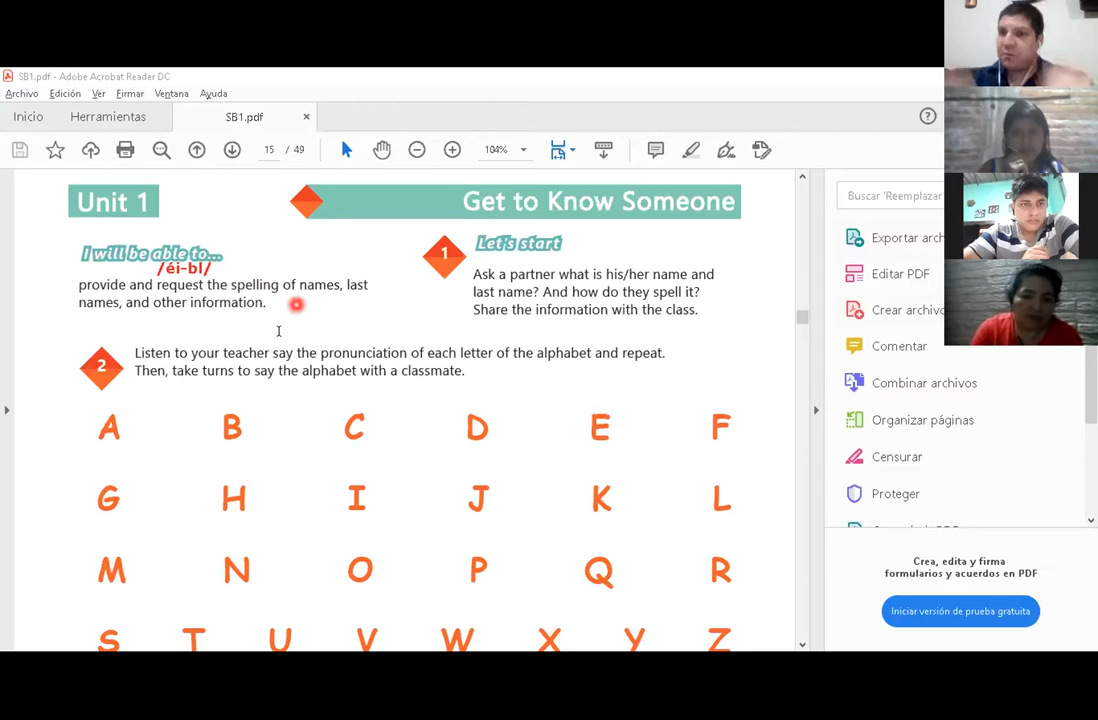 SB1.pdf - Adobe Acrobat Reader DC
Archivo Edición Ver Firmar Ventana Ayuda
Inicio Herramientas SB1.pdf × ?
15 / 49 104%
Unit 1 Get to Know Someone
I will be able to...
/éi-bl/
provide and request the spelling of names, last
names, and other information.
1 Let's start
Ask a partner what is his/her name and
last name? And how do they spell it?
Share the information with the class.
2 Listen to your teacher say the pronunciation of each letter of the alphabet and repeat.
Then, take turns to say the alphabet with a classmate.
A B C D E F
G H I J K L
M N O P Q R
S T U V W X Y Z
Buscar 'Reemplazar
Exportar arch
Editar PDF
Crear archivo
Comentar
Combinar archivos
Organizar páginas
Censurar
Proteger
Crea, edita y firma
formularios y acuerdos en PDF
Iniciar versión de prueba gratuita